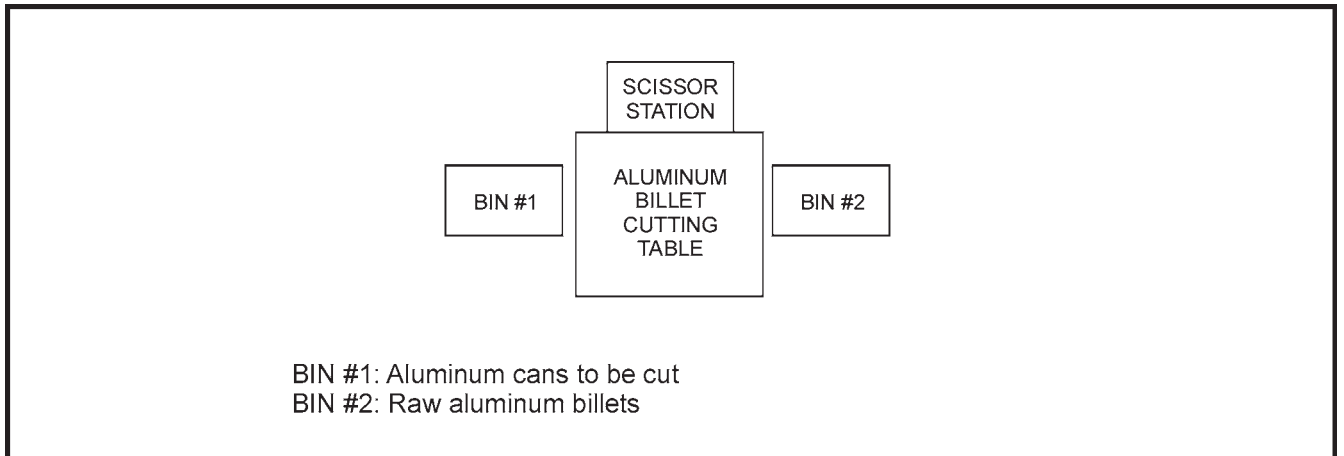 SCISSOR
STATION
BIN #1
ALUMINUM
BILLET
CUTTING
TABLE
BIN #2
BIN #1: Aluminum cans to be cut
BIN #2: Raw aluminum billets